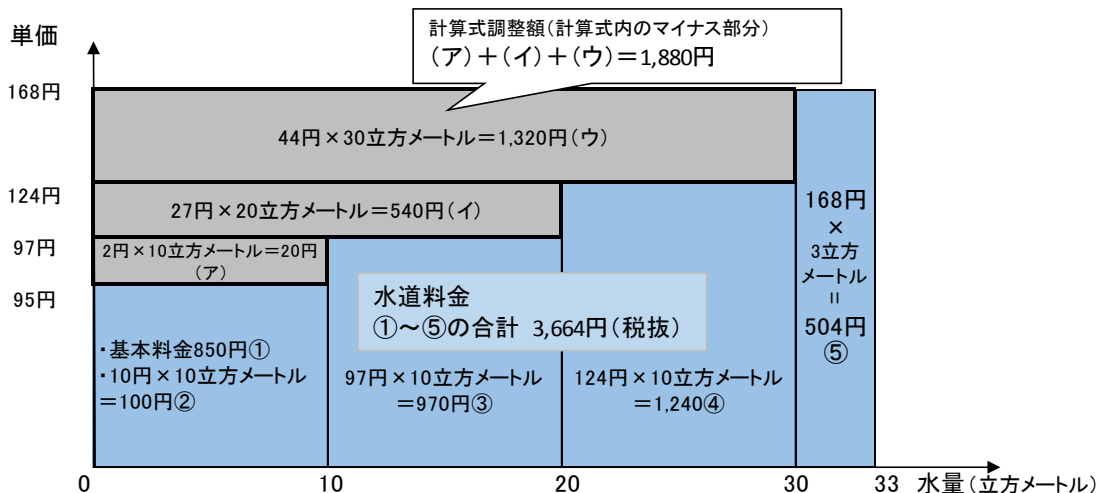 単価
計算式調整額(計算式内のマイナス部分)
(ア)+(イ)+(ウ)=1,880円
168円
44円×30立方メートル=1,320円(ウ)
124円
27円×20立方メートル=540円(イ)
97円
2円×10立方メートル=20円
(ア)
95円
168円
×
3立方
メートル
=
504円
⑤
水道料金
①~⑤の合計 3,664円(税抜)
・基本料金850円①
・10円×10立方メートル
=100円②
97円×10立方メートル
=970円③
124円×10立方メートル
=1,240④
0
10
20
30
33
水量(立方メートル)